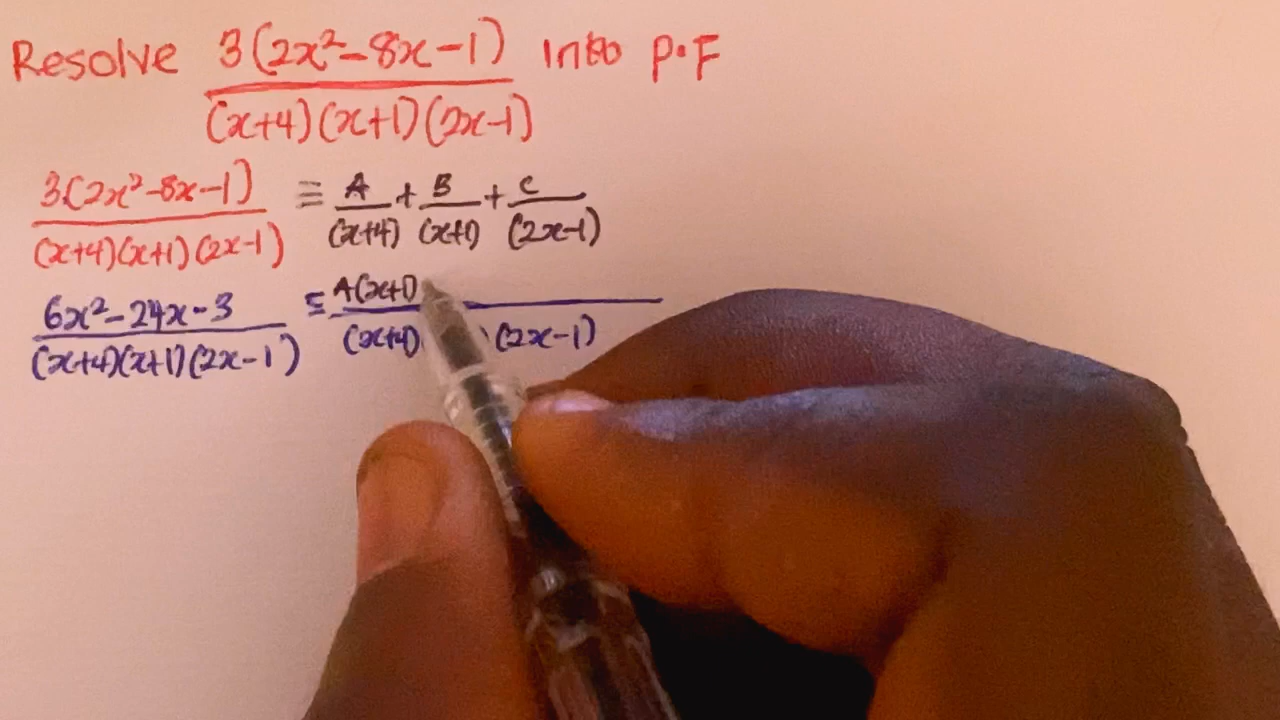 Resolve 3(2x²-8x-1) into P.F
(x+4)(x+1)(2x-1)
3(2x²-8x-1) ≡ A + B + C
(x+4)(x+1)(2x-1) (x+4) (x+1) (2x-1)
6x²-24x-3 ≡ A(x+1)
(x+4)(x+1)(2x-1) (x+4) ) (2x-1)